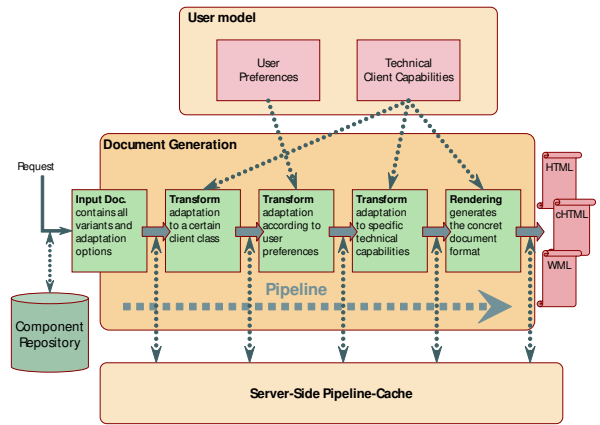 User model
User
Preferences
Technical
Client Capabilities
Document Generation
Request
Input Doc.
contains all
variants and
adaptation
options
Transform
adaptation
to a certain
client class
Transform
adaptation
according to
user
preferences
Transform
adaptation
to specific
technical
capabilities
Rendering
generates
the concret
document
format
HTML
cHTML
WML
Pipeline
Component
Repository
Server-Side Pipeline-Cache